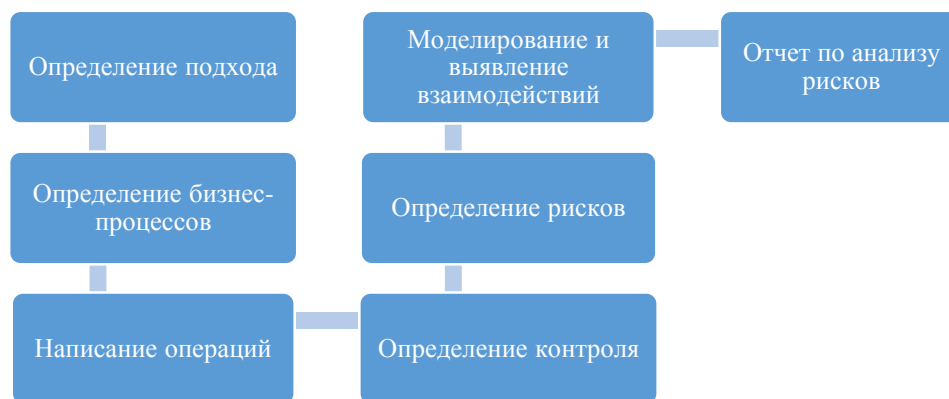 Определение подхода
Определение бизнес-
процессов
Написание операций
Определение контроля
Определение рисков
Моделирование и
выявление
взаимодействий
Отчет по анализу
рисков